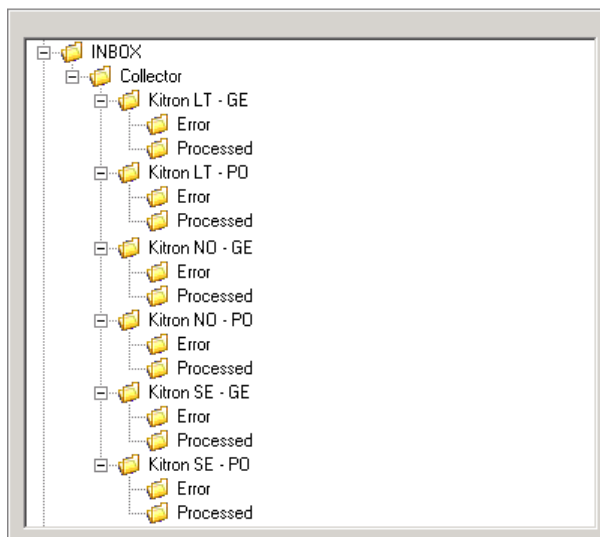 INBOX
Collector
Kitron LT - GE
Error
Processed
Kitron LT - PO
Error
Processed
Kitron NO - GE
Error
Processed
Kitron NO - PO
Error
Processed
Kitron SE - GE
Error
Processed
Kitron SE - PO
Error
Processed